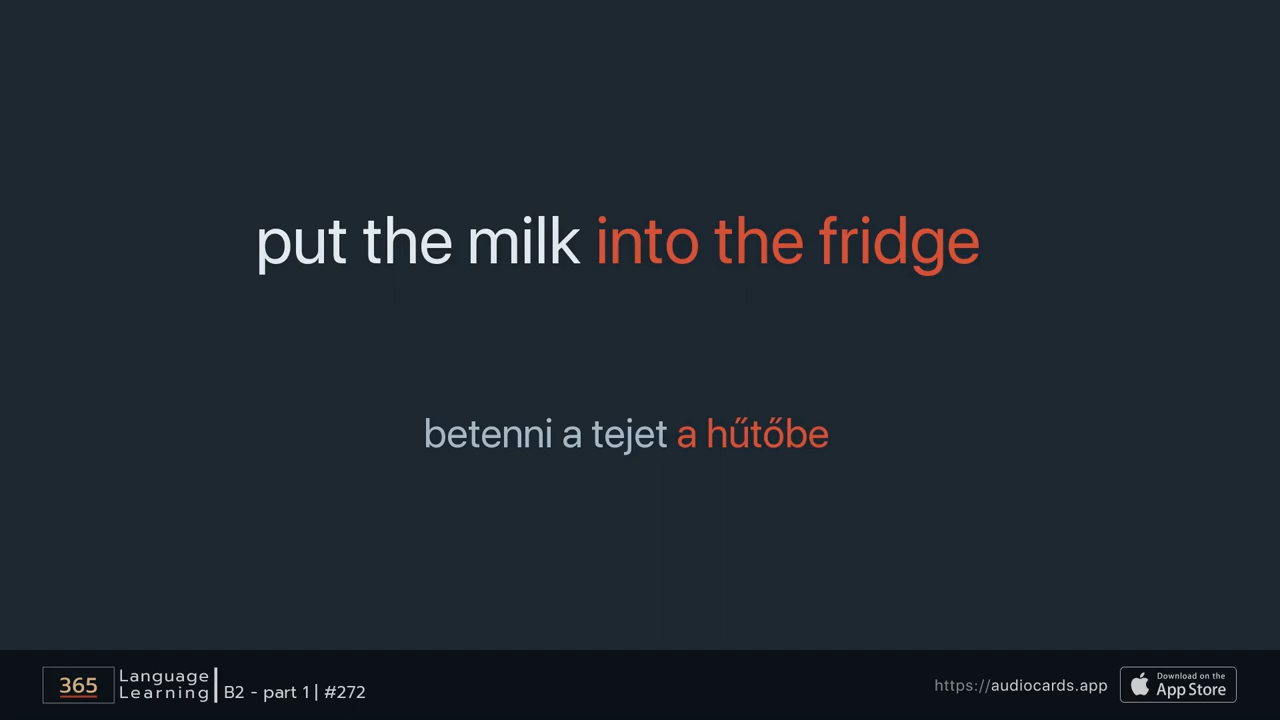 put the milk into the fridge
betenni a tejet a hűtőbe
365
Language
Learning
B2 - part 1 | #272
https://audiocards.app
Download on the
App Store